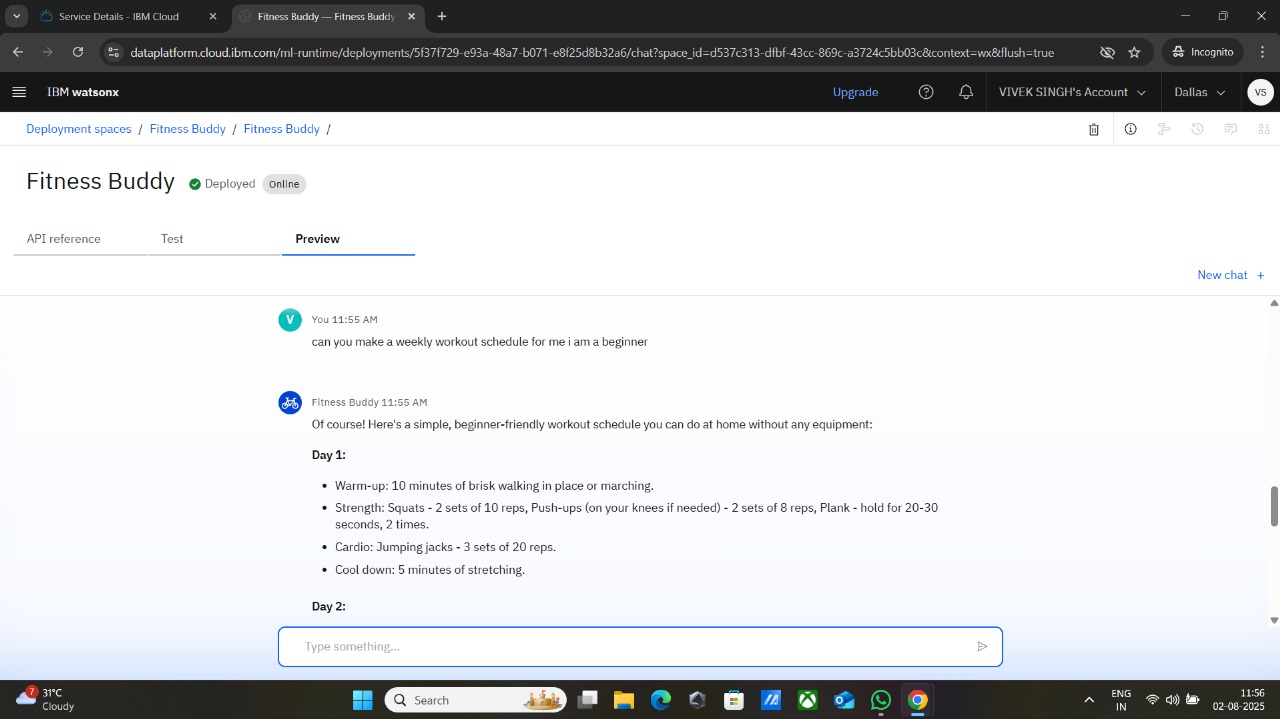 Service Details - IBM Cloud
Fitness Buddy — Fitness Buddy
dataplatform.cloud.ibm.com/ml-runtime/deployments/5f37f729-e93a-48a7-b071-e8f25d8b32a6/chat?space_id=d537c313-dfbf-43cc-869c-a3724c5bb03c&context=wx&flush=true
Incognito
IBM watsonx
Upgrade
VIVEK SINGH's Account
Dallas
VS
Deployment spaces / Fitness Buddy / Fitness Buddy /
Fitness Buddy
Deployed
Online
API reference
Test
Preview
New chat +
V
You 11:55 AM
can you make a weekly workout schedule for me i am a beginner
Fitness Buddy 11:55 AM
Of course! Here's a simple, beginner-friendly workout schedule you can do at home without any equipment:
Day 1:
• Warm-up: 10 minutes of brisk walking in place or marching.
• Strength: Squats - 2 sets of 10 reps, Push-ups (on your knees if needed) - 2 sets of 8 reps, Plank - hold for 20-30
seconds, 2 times.
• Cardio: Jumping jacks - 3 sets of 20 reps.
• Cool down: 5 minutes of stretching.
Day 2:
Type something...
7
31°C
Cloudy
Search
ENG
IN
11:56
02-08-2025